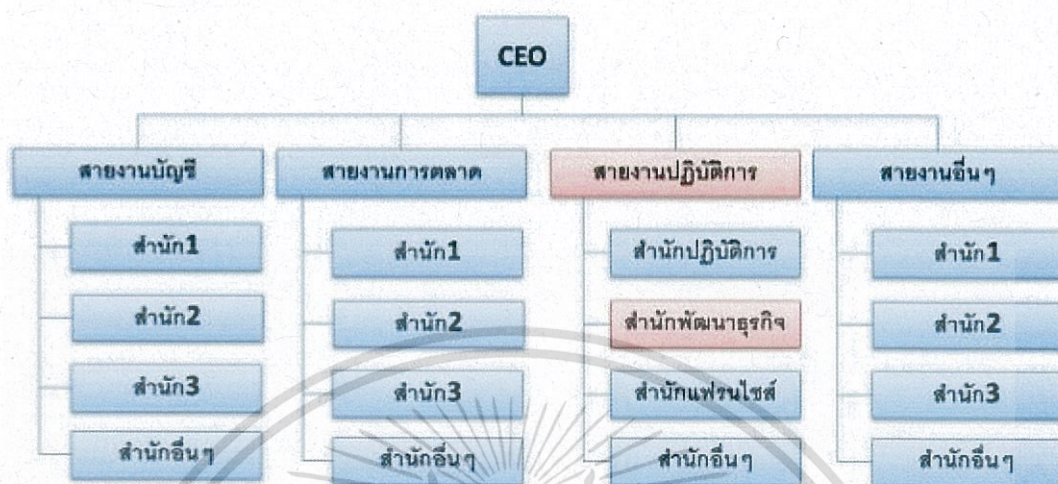 CEO
สายงานบัญชี
สำนัก1
สำนัก2
สำนัก3
สำนักอื่นๆ
สายงานการตลาด
สำนัก1
สำนัก2
สำนัก3
สำนักอื่นๆ
สายงานปฏิบัติการ
สำนักปฏิบัติการ
สำนักพัฒนาธุรกิจ
สำนักแฟรนไชส์
สำนักอื่นๆ
สายงานอื่นๆ
สำนัก1
สำนัก2
สำนัก3
สำนักอื่นๆ